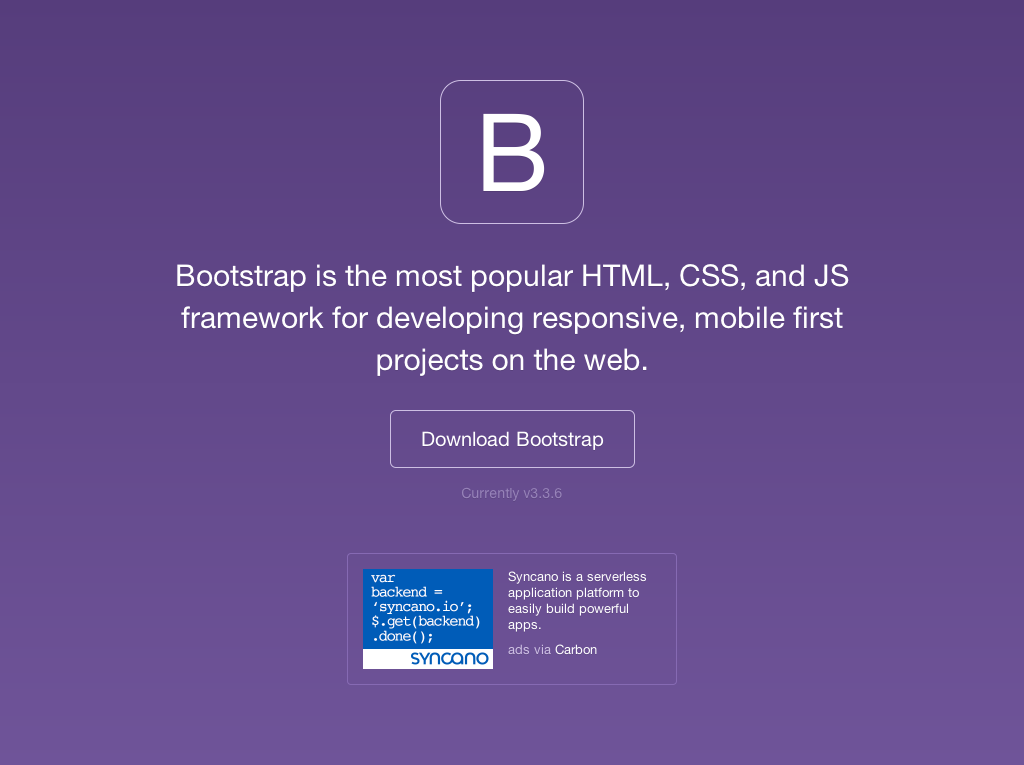 B
Bootstrap is the most popular HTML, CSS, and JS
framework for developing responsive, mobile first
projects on the web.
Download Bootstrap
Currently v3.3.6
var
backend =
‘syncano.io’;
$.get(backend)
.done();
syncano
Syncano is a serverless
application platform to
easily build powerful
apps.
ads via Carbon